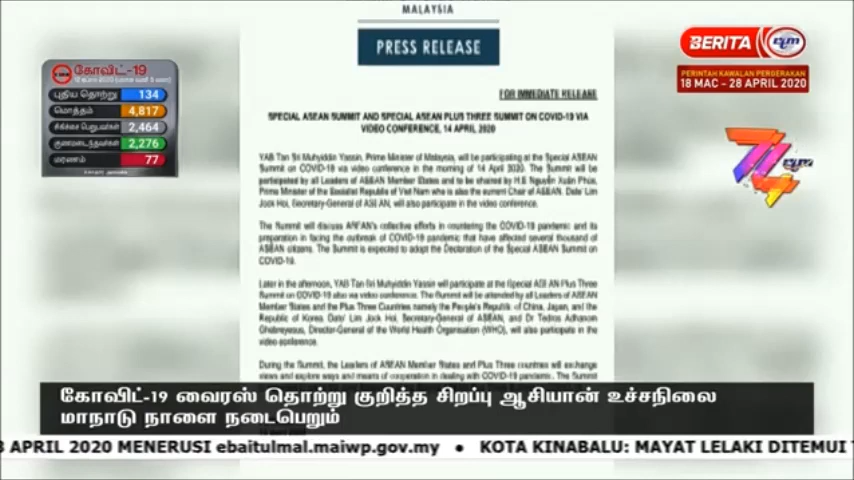 MALAYSIA
PRESS RELEASE
FOR IMMEDIATE RELEASE
SPECIAL ASEAN SUMMIT AND SPECIAL ASEAN PLUS THREE SUMMIT ON COVID-19 VIA
VIDEO CONFERENCE, 14 APRIL 2020
YAB Tan Sri Muhyiddin Yassin, Prime Minister of Malaysia, will be participating at the Special ASEAN
Summit on COVID-19 via video conference in the morning of 14 April 2020. The Summit will be
participated by all Leaders of ASEAN Member States and to be chaired by H.E Nguyễn Xuân Phúc,
Prime Minister of the Socialist Republic of Viet Nam who is also the current Chair of ASEAN. Dato' Lim
Jock Hoi, Secretary-General of ASEAN, will also participate in the video conference.
The Summit will discuss ASEAN's collective efforts in countering the COVID-19 pandemic and its
preparation in facing the outbreak of COVID-19 pandemic that have affected several thousand of
ASEAN citizens. The Summit is expected to adopt the Declaration of the Special ASEAN Summit on
COVID-19.
Later in the afternoon, YAB Tan Sri Muhyiddin Yassin will participate at the Special ASEAN Plus Three
Summit on COVID-19 also via video conference. The Summit will be attended by all Leaders of ASEAN
Member States and the Plus Three Countries namely the People's Republic of China, Japan, and the
Republic of Korea. Dato' Lim Jock Hoi, Secretary-General of ASEAN, and Dr Tedros Adhanom
Ghebreyesus, Director-General of the World Health Organisation (WHO), will also participate in the
video conference.
During the Summit, the Leaders of ASEAN Member States and Plus Three countries will exchange
views and explore ways and means of cooperation in dealing with COVID-19 pandemic. The Summit
கோவிட்-19
புதிய தொற்று 134
மொத்தம் 4,817
சிகிச்சை பெறுபவர்கள் 2,464
குணமடைந்தவர்கள் 2,276
மரணம் 77
BERITA rtm
PERINTAH KAWALAN PERGERAKAN
18 MAC - 28 APRIL 2020
கோவிட்-19 வைரஸ் தொற்று குறித்த சிறப்பு ஆசியான் உச்சநிலை
மாநாடு நாளை நடைபெறும்
3 APRIL 2020 MENERUSI ebaitulmal.maiwp.gov.my • KOTA KINABALU: MAYAT LELAKI DITEMUI